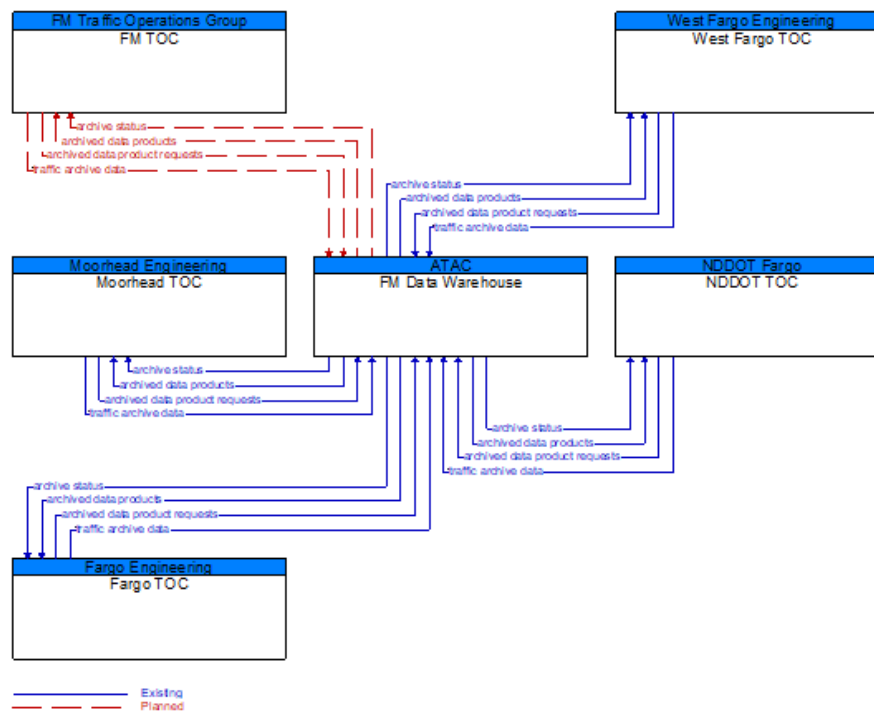 FM Traffic Operations Group
FM TOC
West Fargo Engineering
West Fargo TOC
archive status
archived data products
archived data product requests
traffic archive data
archive status
archived data products
archived data product requests
traffic archive data
Moorhead Engineering
Moorhead TOC
ATAC
FM Data Warehouse
NDDOT Fargo
NDDOT TOC
archive status
archived data products
archived data product requests
traffic archive data
archive status
archived data products
archived data product requests
traffic archive data
archive status
archived data products
archived data product requests
traffic archive data
Fargo Engineering
Fargo TOC
Existing
Planned